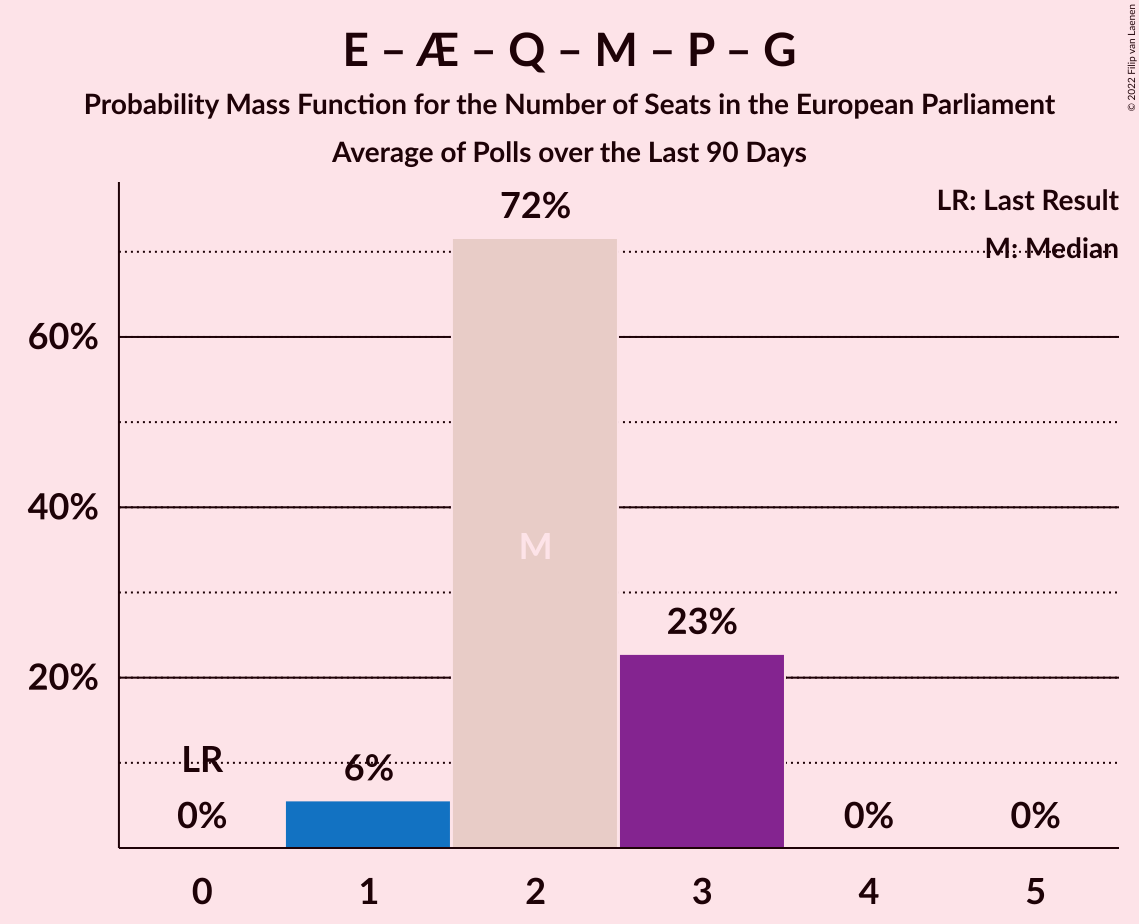 E – Æ – Q – M – P – G
Probability Mass Function for the Number of Seats in the European Parliament
Average of Polls over the Last 90 Days
© 2022 Filip van Laenen
LR: Last Result
M: Median
72%
60%
40%
M
23%
20%
LR
6%
0%
0%
0%
0
1
2
3
4
5